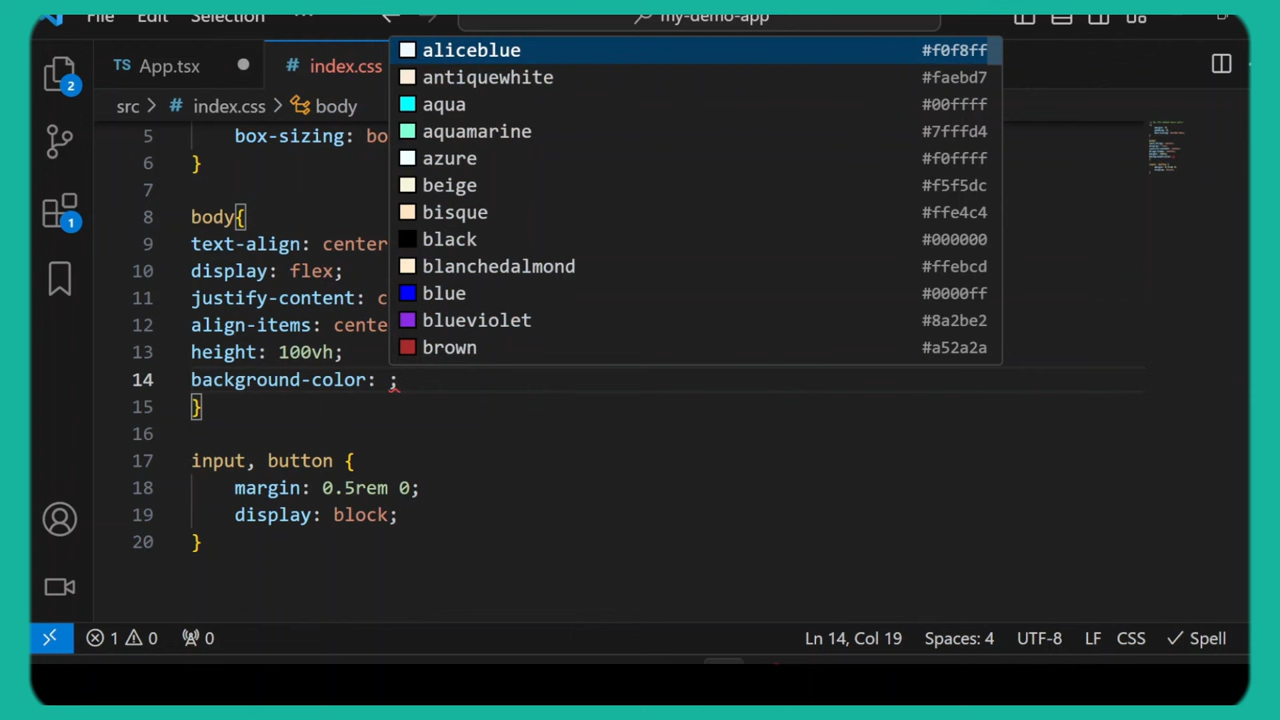 File Edit Selection ... my-demo-app
2 TS App.tsx # index.css
src > # index.css > body
5 box-sizing: bo
6 }
7
8 body{
9 text-align: center
10 display: flex;
11 justify-content: c
12 align-items: cente
13 height: 100vh;
14 background-color: ;
15 }
16
17 input, button {
18 margin: 0.5rem 0;
19 display: block;
20 }
aliceblue #f0f8ff
antiquewhite #faebd7
aqua #00ffff
aquamarine #7fffd4
azure #f0ffff
beige #f5f5dc
bisque #ffe4c4
black #000000
blanchedalmond #ffebcd
blue #0000ff
blueviolet #8a2be2
brown #a52a2a
1
1 0 0 Ln 14, Col 19 Spaces: 4 UTF-8 LF CSS Spell